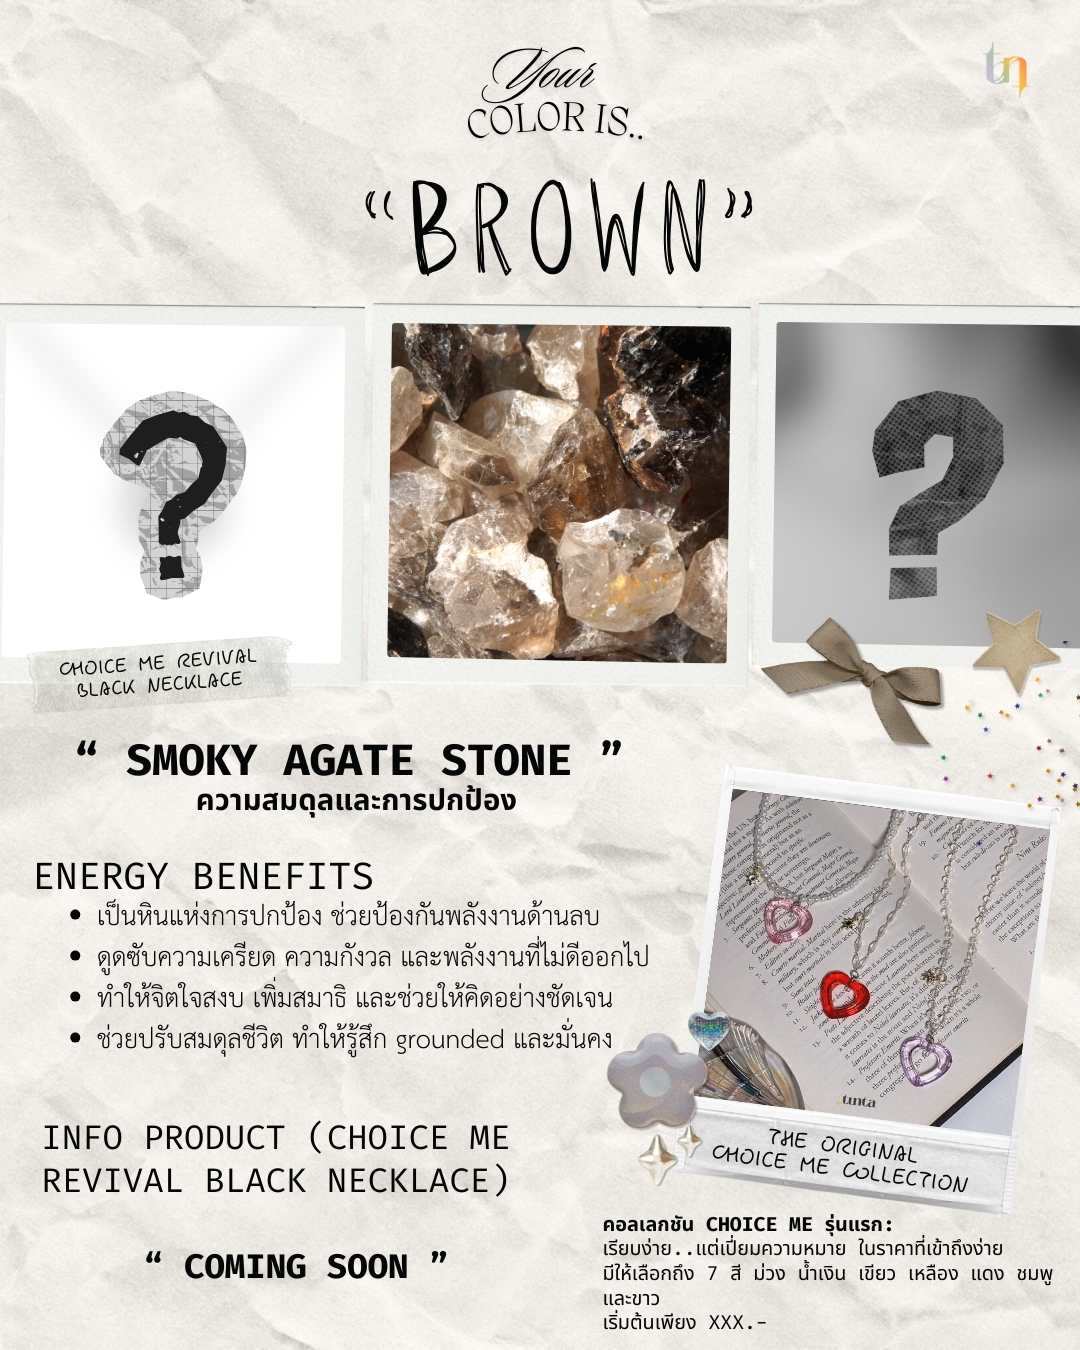 tn
Your
COLOR IS..
“BROWN”
CHOICE ME REVIVAL
BLACK NECKLACE
“ SMOKY AGATE STONE ”
ความสมดุลและการปกป้อง
ENERGY BENEFITS
• เป็นหินแห่งการปกป้อง ช่วยป้องกันพลังงานด้านลบ
• ดูดซับความเครียด ความกังวล และพลังงานที่ไม่ดีออกไป
• ทำให้จิตใจสงบ เพิ่มสมาธิ และช่วยให้คิดอย่างชัดเจน
• ช่วยปรับสมดุลชีวิต ทำให้รู้สึก grounded และมั่นคง
INFO PRODUCT (CHOICE ME
REVIVAL BLACK NECKLACE)
“ COMING SOON ”
.tunta
THE ORIGINAL
CHOICE ME COLLECTION
คอลเลกชัน CHOICE ME รุ่นแรก:
เรียบง่าย..แต่เปี่ยมความหมาย ในราคาที่เข้าถึงง่าย
มีให้เลือกถึง 7 สี ม่วง น้ำเงิน เขียว เหลือง แดง ชมพู
และขาว
เริ่มต้นเพียง XXX.-